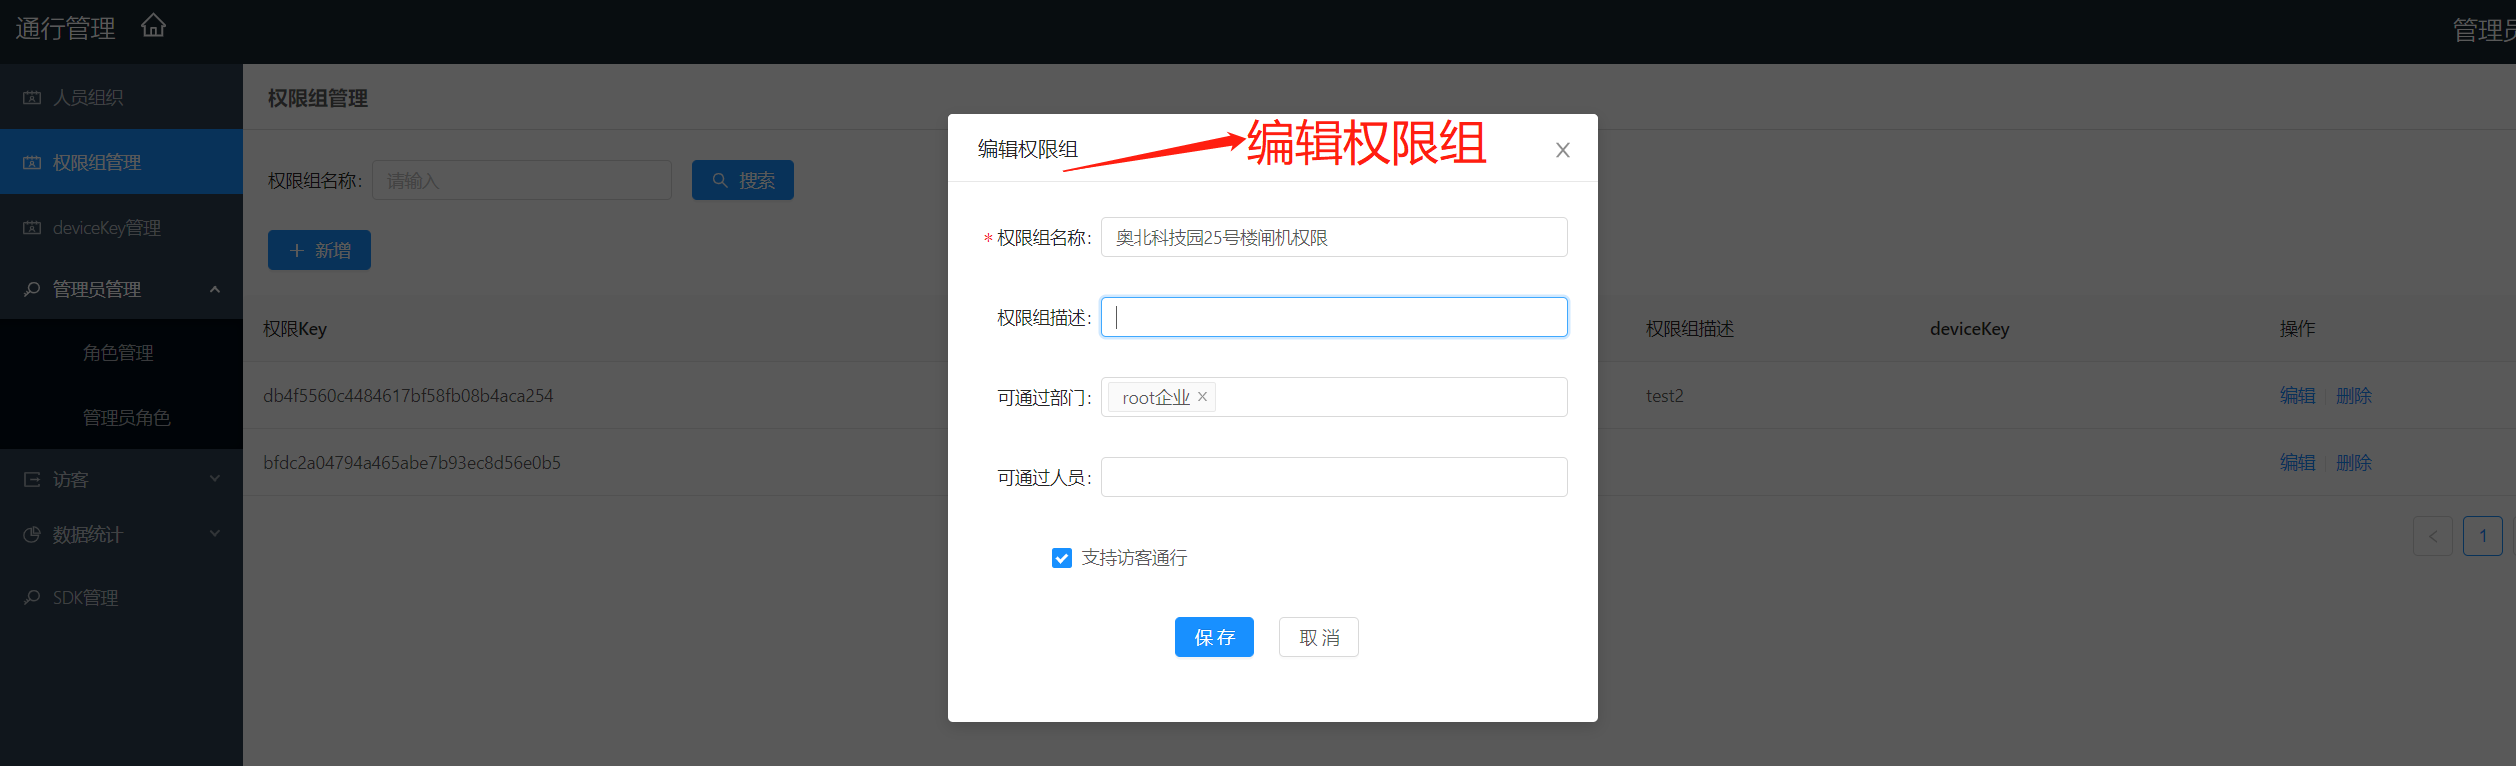 通行管理
管理员
人员组织
权限组管理
deviceKey管理
管理员管理
角色管理
管理员角色
访客
数据统计
SDK管理
权限组管理
权限组名称: 请输入 搜索
新增
权限Key 权限组描述 deviceKey 操作
db4f5560c4484617bf58fb08b4aca254 test2 编辑 删除
bfdc2a04794a465abe7b93ec8d56e0b5 编辑 删除
1
编辑权限组
编辑权限组
* 权限组名称: 奥北科技园25号楼闸机权限
权限组描述:
可通过部门: root企业
可通过人员:
支持访客通行
保存 取消